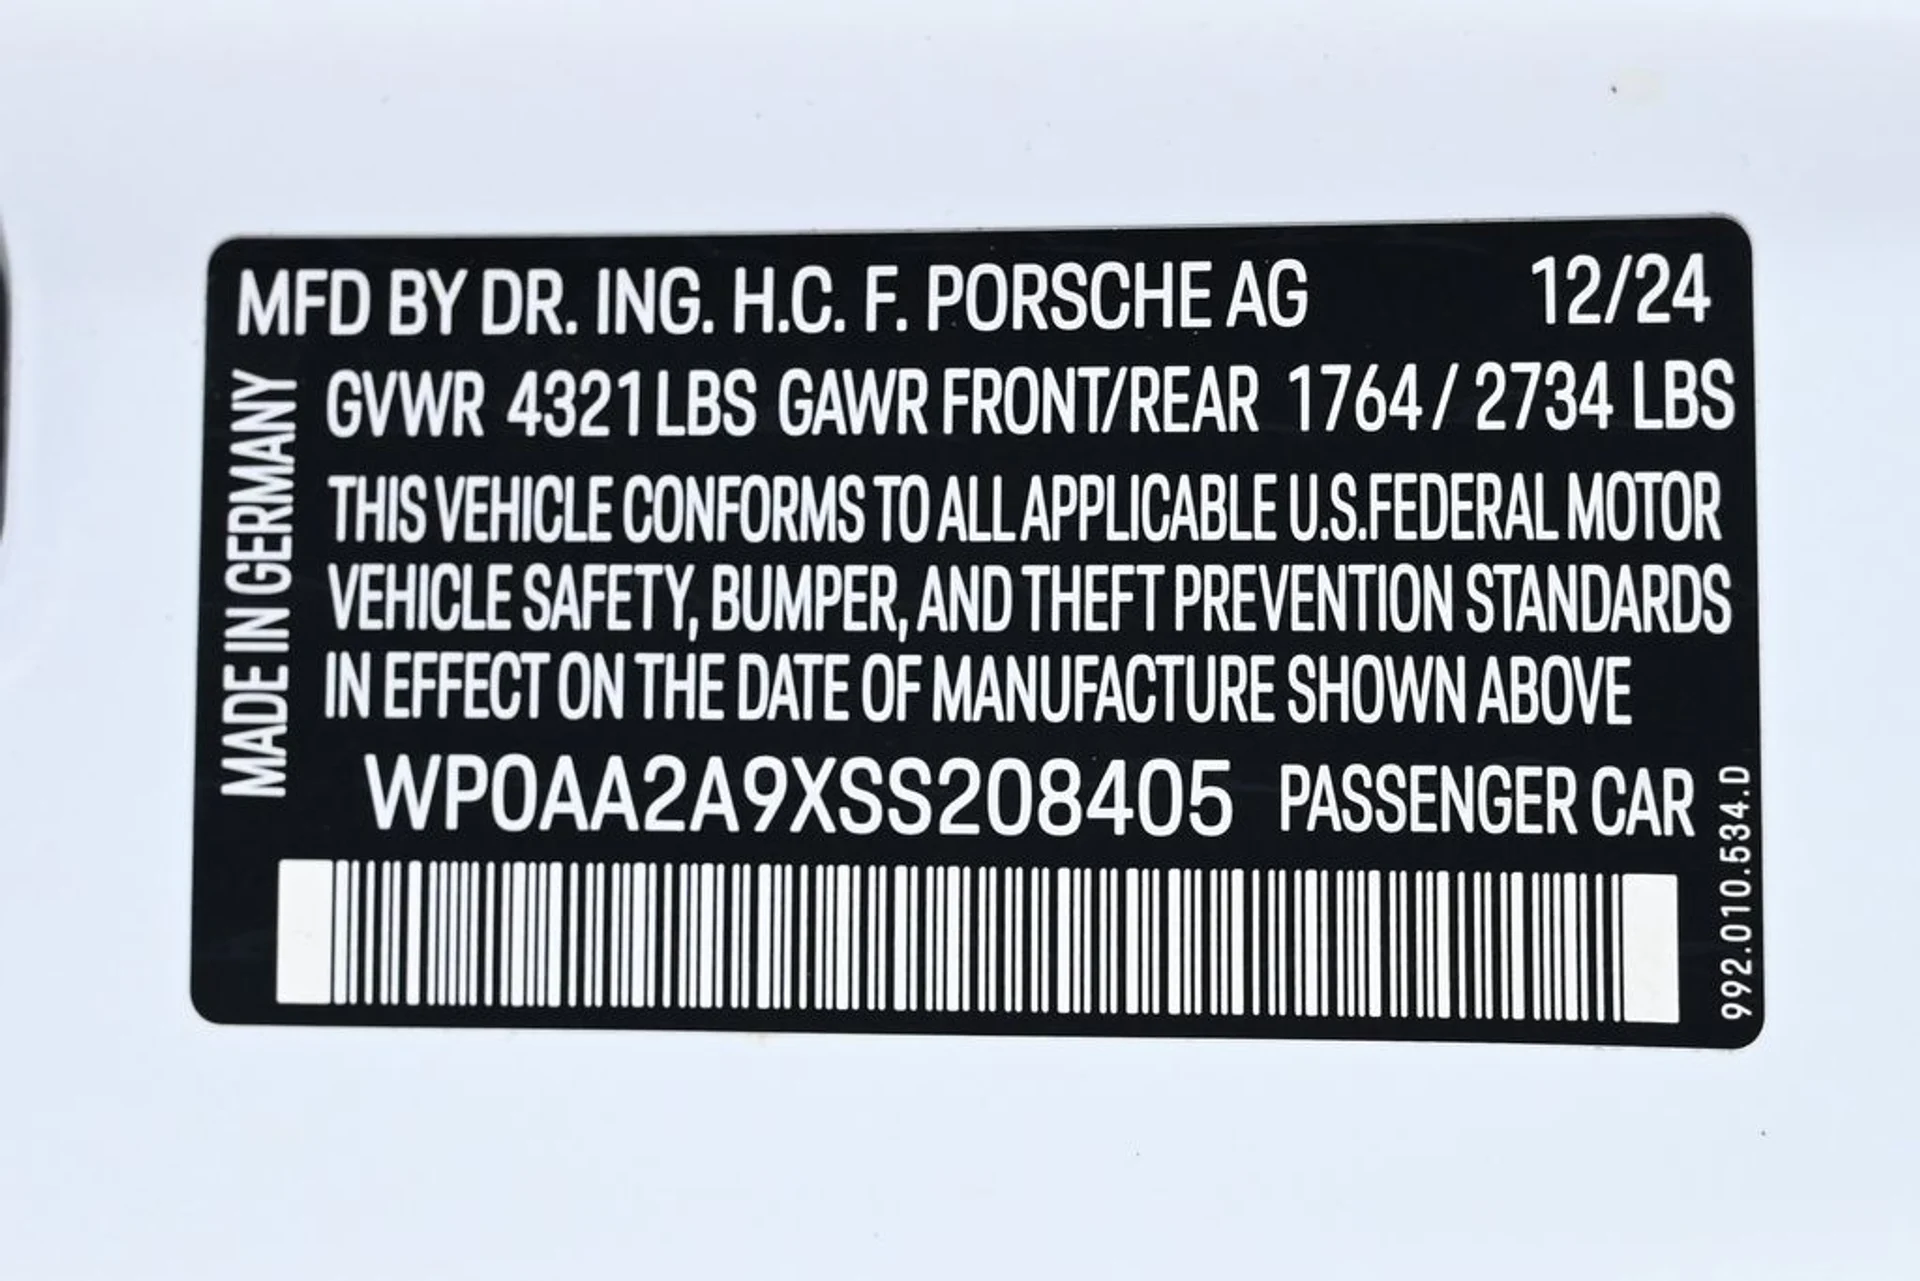 MFD BY DR. ING. H.C. F. PORSCHE AG 12/24
MADE IN GERMANY
GVWR 4321 LBS GAWR FRONT/REAR 1764 / 2734 LBS
THIS VEHICLE CONFORMS TO ALL APPLICABLE U.S.FEDERAL MOTOR
VEHICLE SAFETY, BUMPER, AND THEFT PREVENTION STANDARDS
IN EFFECT ON THE DATE OF MANUFACTURE SHOWN ABOVE
WP0AA2A9XSS208405 PASSENGER CAR
992.010.534.D